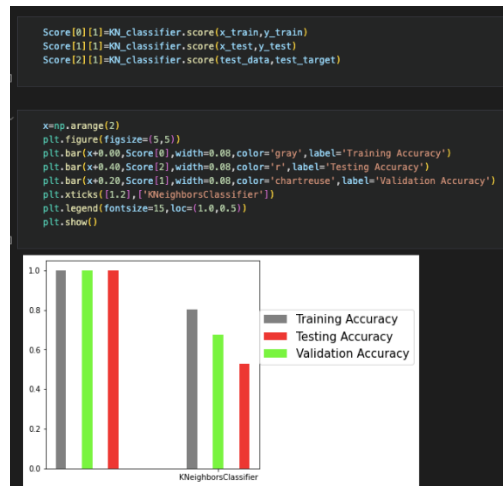 Score[0][1]=KN_classifier.score(x_train,y_train)
Score[1][1]=KN_classifier.score(x_test,y_test)
Score[2][1]=KN_classifier.score(test_data,test_target)
x=np.arange(2)
plt.figure(figsize=(5,5))
plt.bar(x+0.00,Score[0],width=0.08,color='gray',label='Training Accuracy')
plt.bar(x+0.40,Score[2],width=0.08,color='r',label='Testing Accuracy')
plt.bar(x+0.20,Score[1],width=0.08,color='chartreuse',label='Validation Accuracy')
plt.xticks([1.2],['KNeighborsClassifier'])
plt.legend(fontsize=15,loc=(1.0,0.5))
plt.show()
1.0
0.8
0.6
0.4
0.2
0.0
KNeighborsClassifier
Training Accuracy
Testing Accuracy
Validation Accuracy